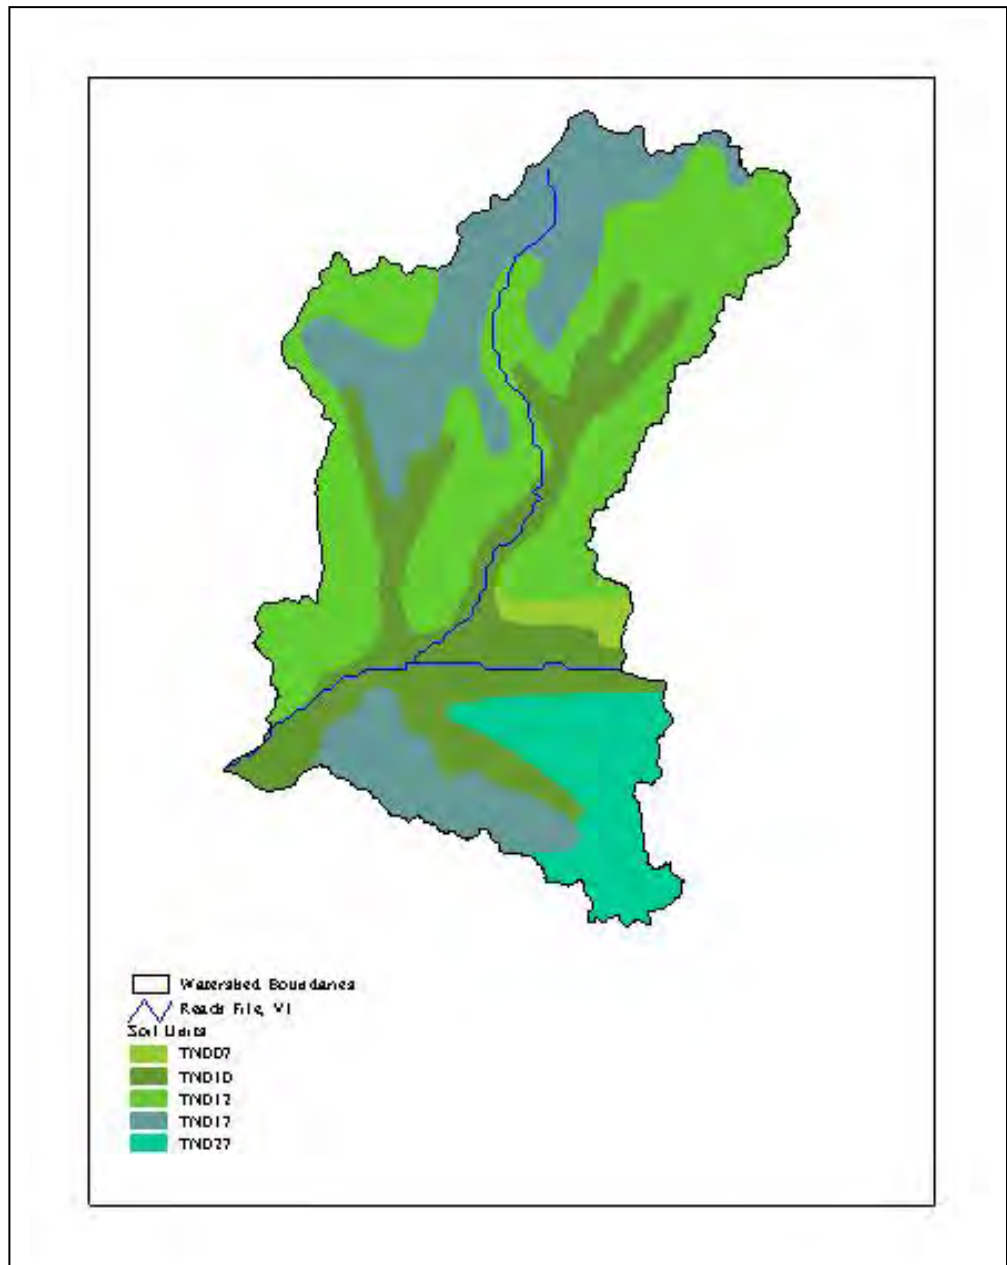 Watershed Boundaries
Reach File, V1
Soil Units
TN007
TN010
TN012
TN017
TN027